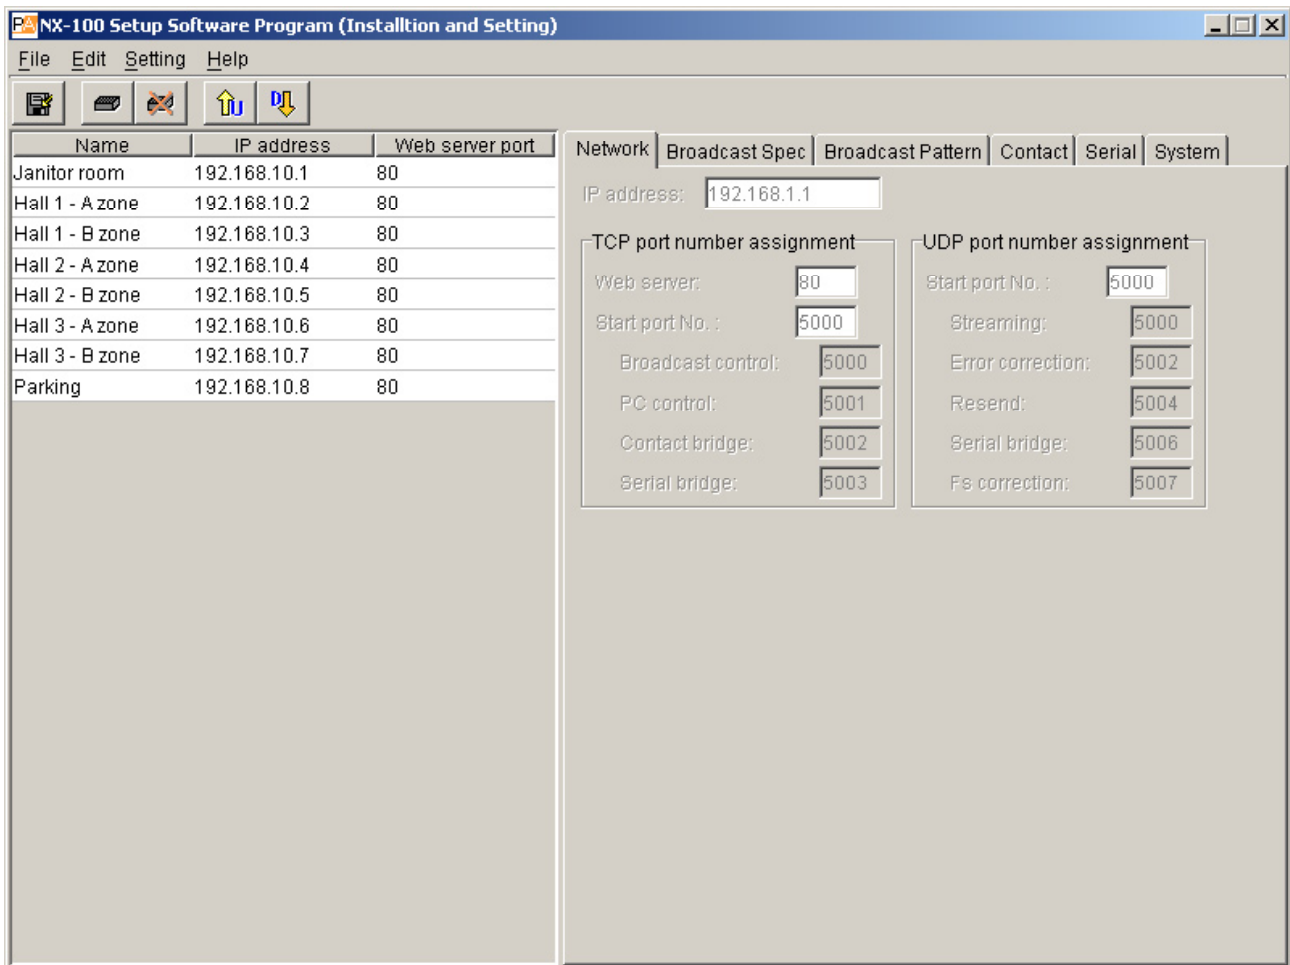 NX-100 Setup Software Program (Installtion and Setting)
File Edit Setting Help
U D
Name IP address Web server port
Janitor room 192.168.10.1 80
Hall 1 - A zone 192.168.10.2 80
Hall 1 - B zone 192.168.10.3 80
Hall 2 - A zone 192.168.10.4 80
Hall 2 - B zone 192.168.10.5 80
Hall 3 - A zone 192.168.10.6 80
Hall 3 - B zone 192.168.10.7 80
Parking 192.168.10.8 80
Network Broadcast Spec Broadcast Pattern Contact Serial System
IP address: 192.168.1.1
TCP port number assignment
Web server: 80
Start port No. : 5000
Broadcast control: 5000
PC control: 5001
Contact bridge: 5002
Serial bridge: 5003
UDP port number assignment
Start port No. : 5000
Streaming: 5000
Error correction: 5002
Resend: 5004
Serial bridge: 5006
Fs correction: 5007